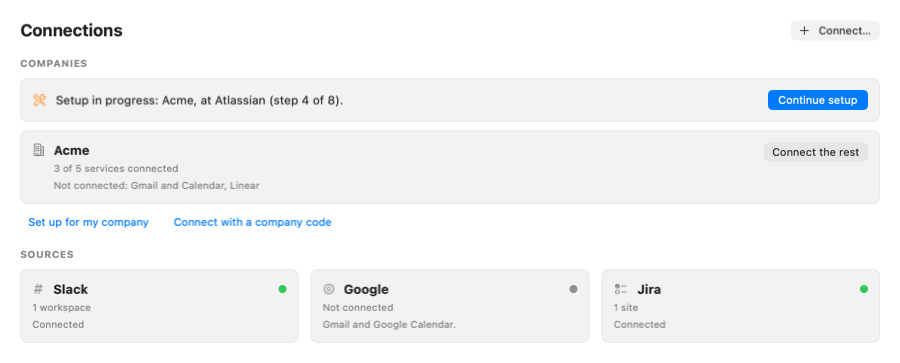 Connections
+ Connect...
COMPANIES
Setup in progress: Acme, at Atlassian (step 4 of 8).
Continue setup
Acme
Connect the rest
3 of 5 services connected
Not connected: Gmail and Calendar, Linear
Set up for my company
Connect with a company code
SOURCES
# Slack
1 workspace
Connected
Google
Not connected
Gmail and Google Calendar.
Jira
1 site
Connected